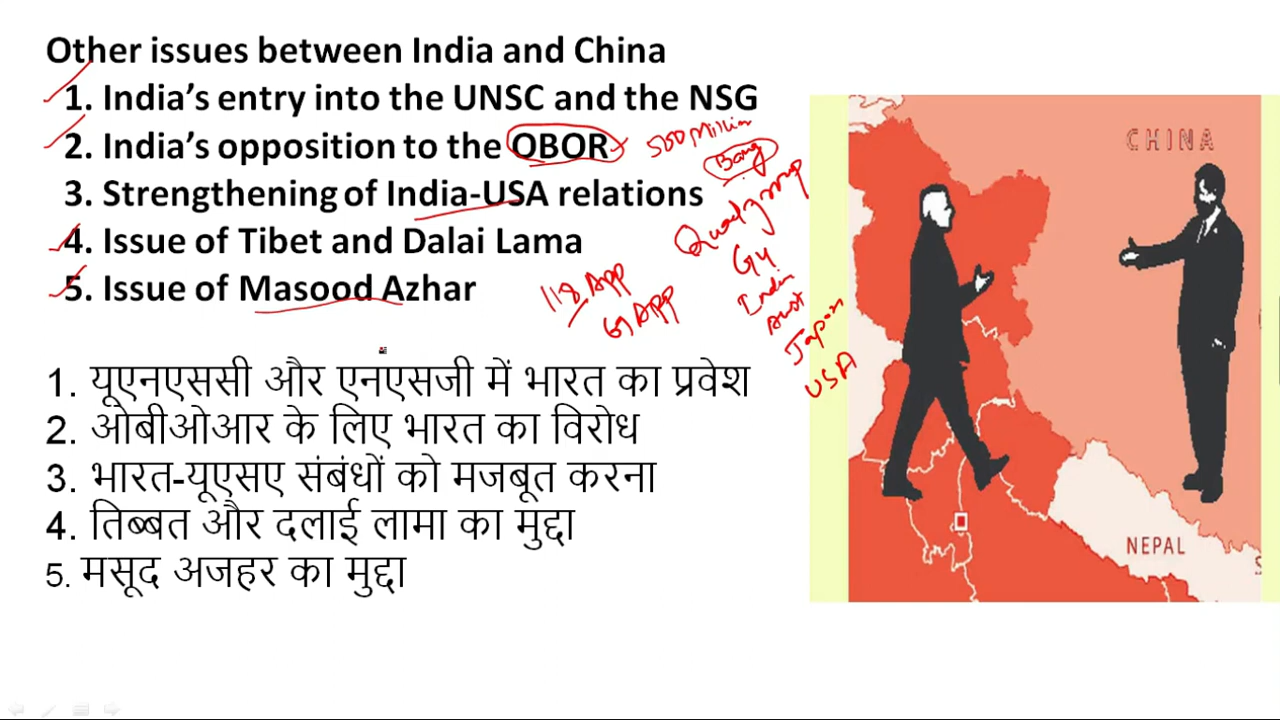 Other issues between India and China
1. India's entry into the UNSC and the NSG
2. India's opposition to the OBOR
3. Strengthening of India-USA relations
4. Issue of Tibet and Dalai Lama
5. Issue of Masood Azhar
500 Million
Quad group
G4
India
Aust
Japan
USA
118 App
App
1. यूएनएससी और एनएसजी में भारत का प्रवेश
2. ओबीओआर के लिए भारत का विरोध
3. भारत-यूएसए संबंधों को मजबूत करना
4. तिब्बत और दलाई लामा का मुद्दा
5. मसूद अजहर का मुद्दा
CHINA
NEPAL